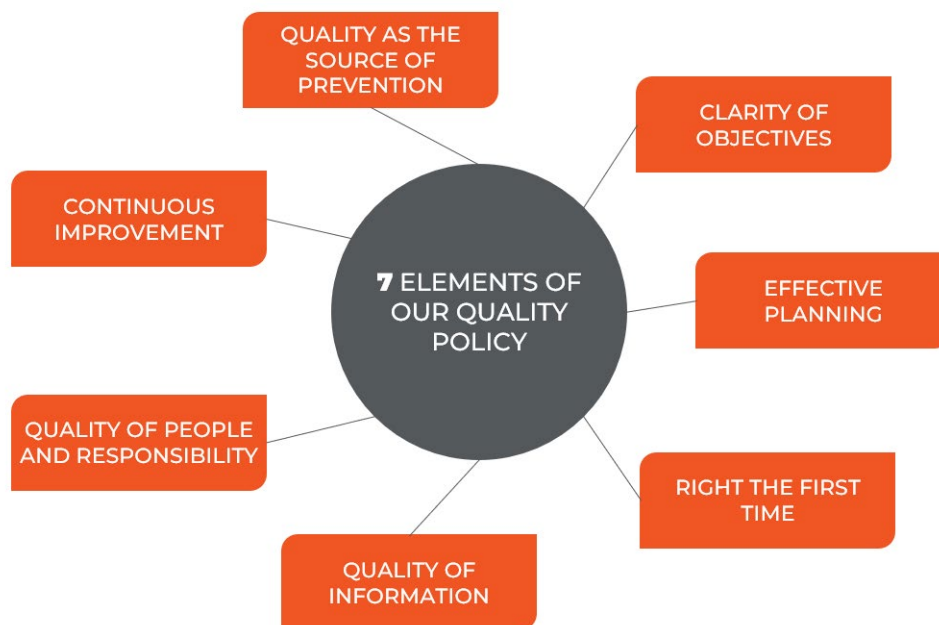 QUALITY AS THE
SOURCE OF
PREVENTION
CLARITY OF
OBJECTIVES
CONTINUOUS
IMPROVEMENT
7 ELEMENTS OF
OUR QUALITY
POLICY
EFFECTIVE
PLANNING
QUALITY OF PEOPLE
AND RESPONSIBILITY
RIGHT THE FIRST
TIME
QUALITY OF
INFORMATION